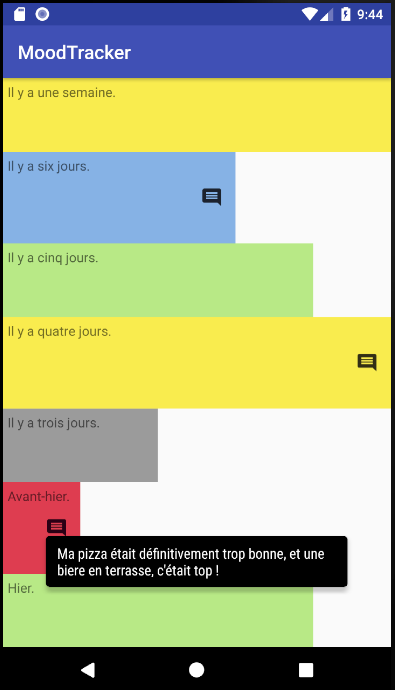 9:44
MoodTracker
Il y a une semaine.
Il y a six jours.
Il y a cinq jours.
Il y a quatre jours.
Il y a trois jours.
Avant-hier.
Ma pizza était définitivement trop bonne, et une
biere en terrasse, c'était top !
Hier.